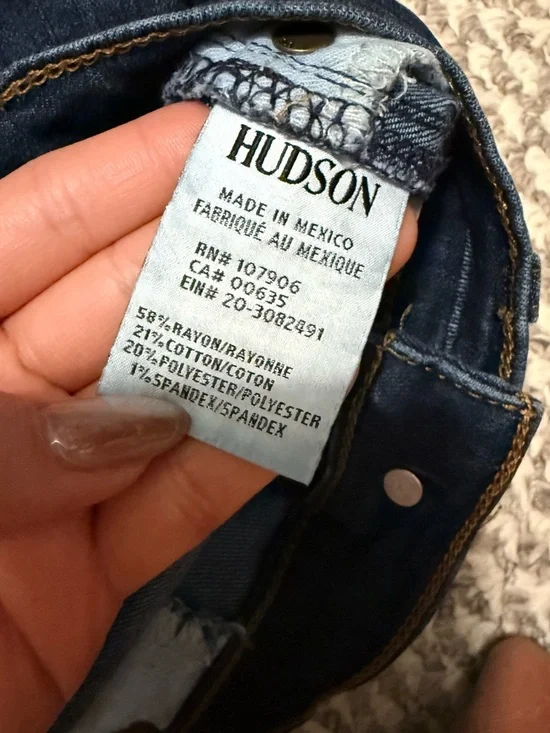 HUDSON
MADE IN MEXICO
FABRIQUÉ AU MEXIQUE
RN# 107906
CA# 00635
EIN# 20-3082491
58% RAYON/RAYONNE
21% COTTON/COTON
20% POLYESTER/POLYESTER
1% SPANDEX/SPANDEX